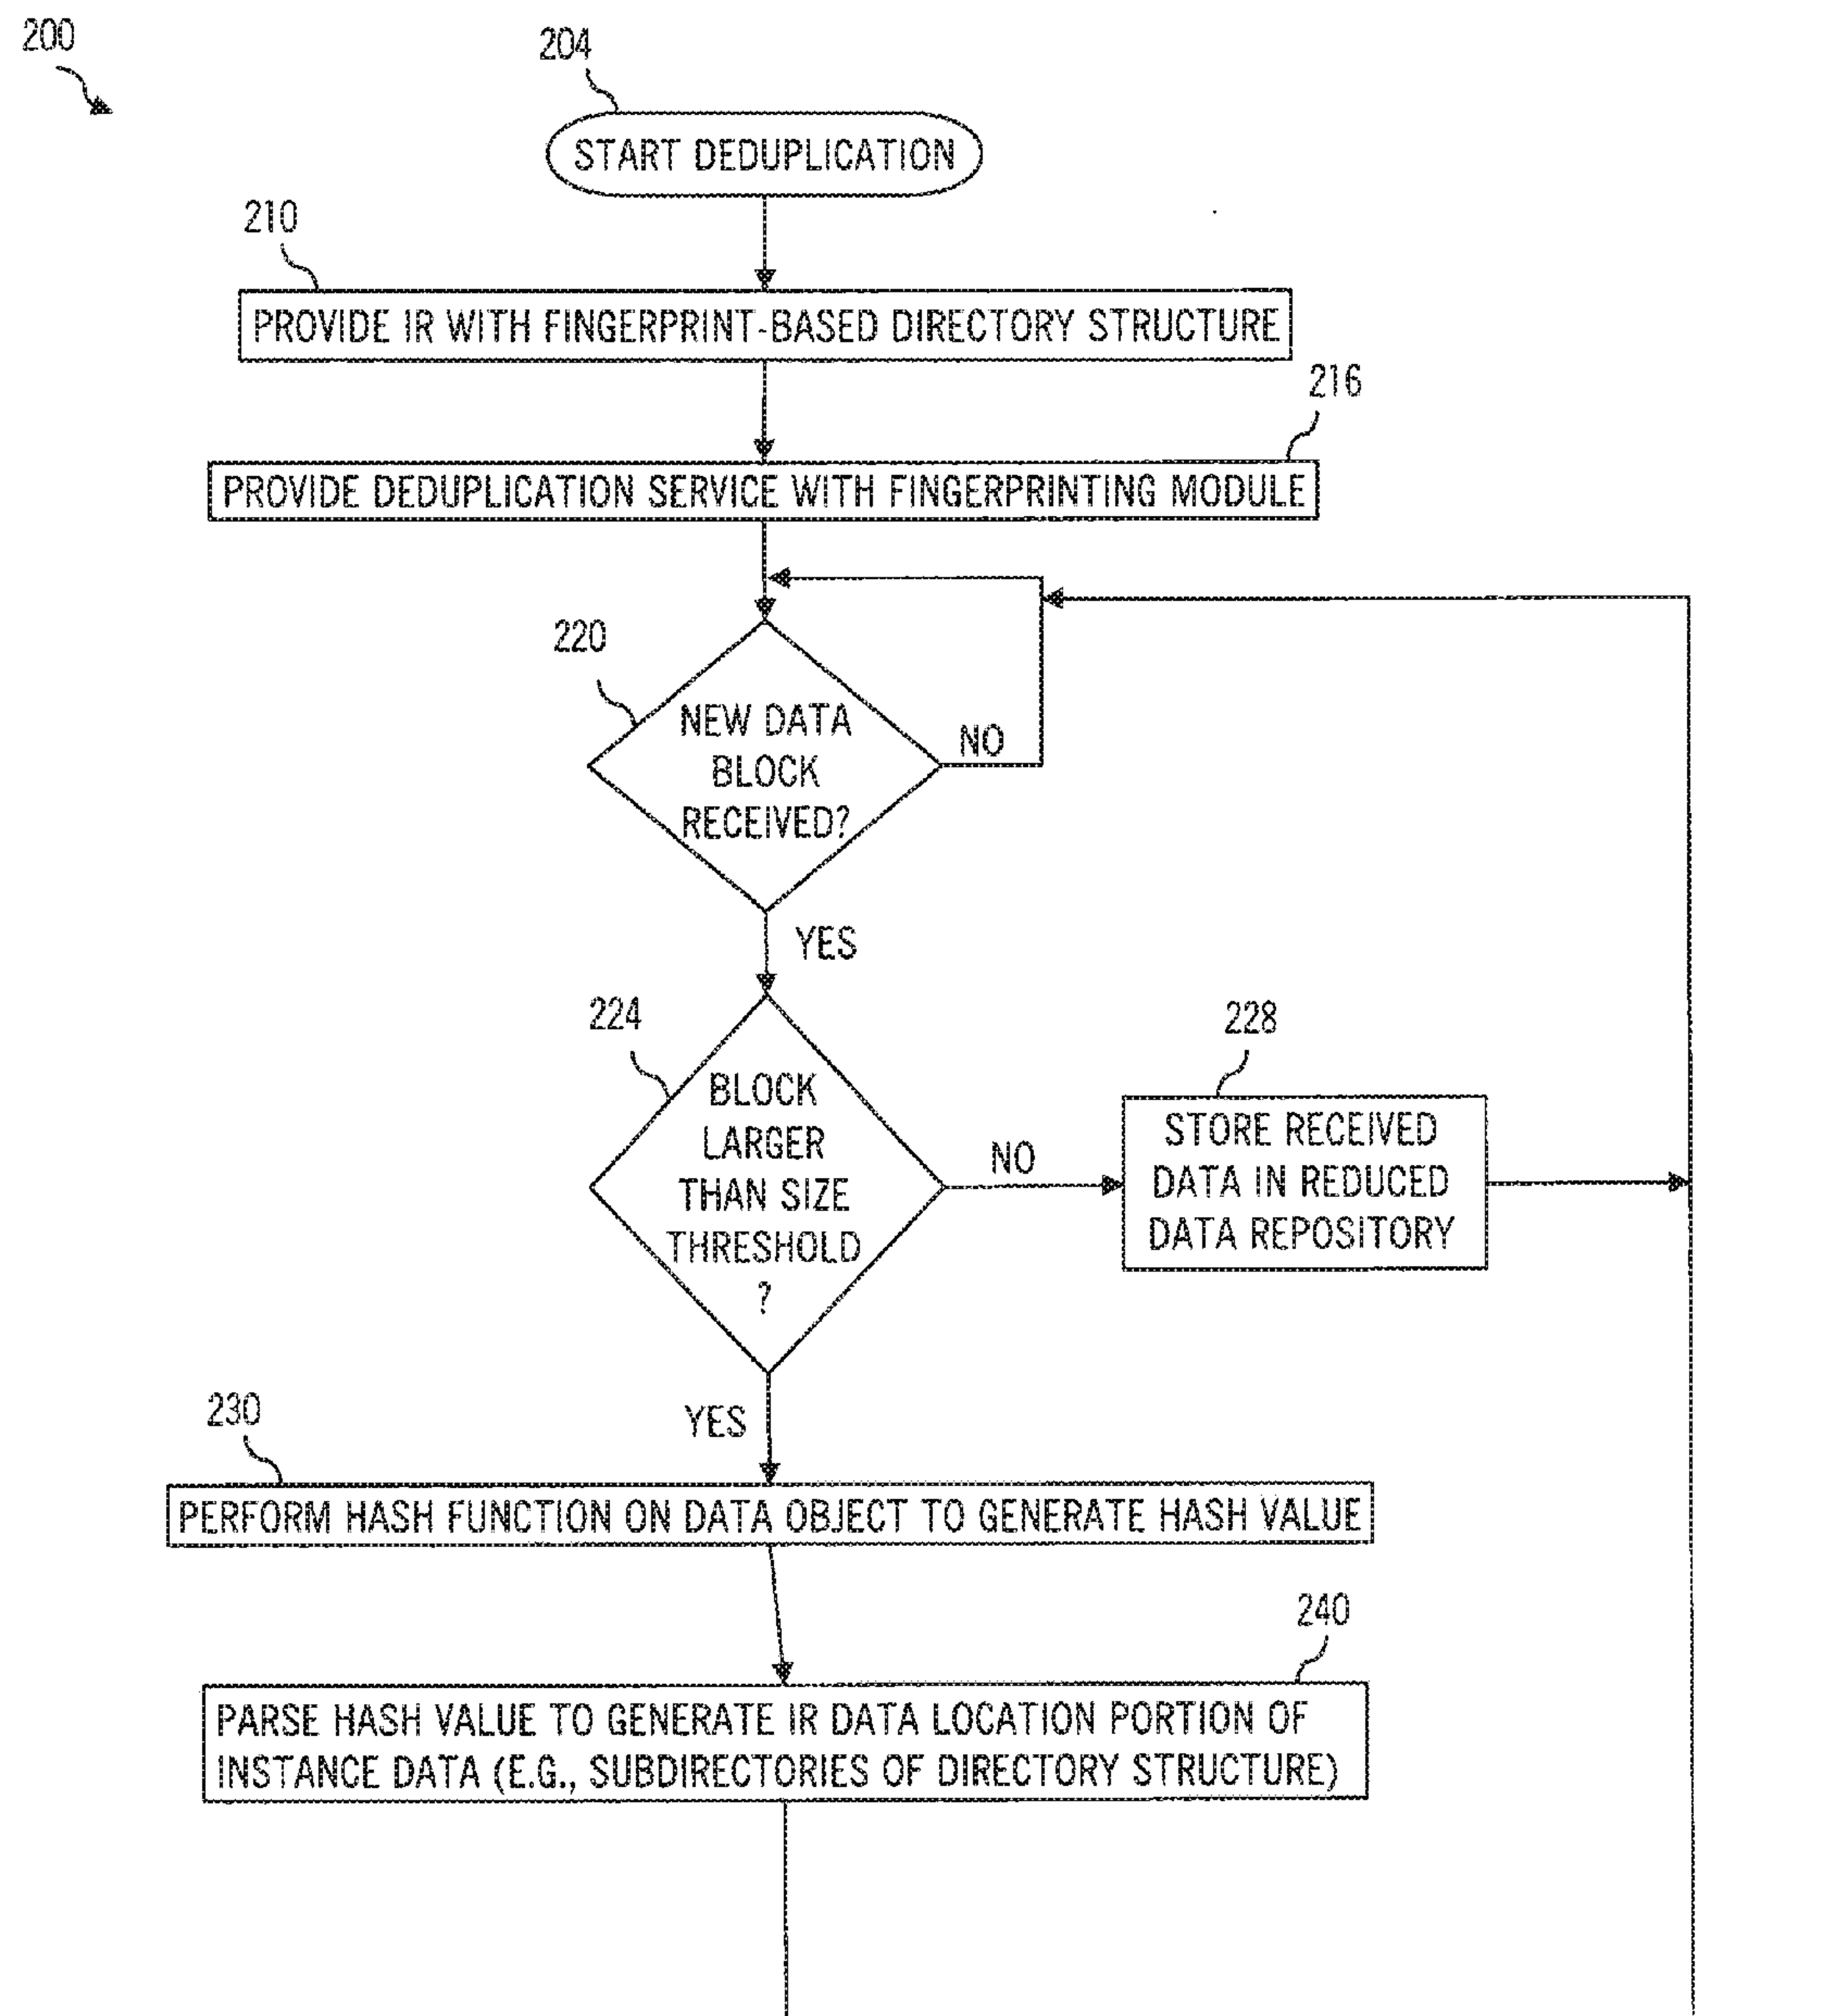 200
204
START DEDUPLICATION
210
PROVIDE IR WITH FINGERPRINT-BASED DIRECTORY STRUCTURE
216
PROVIDE DEDUPLICATION SERVICE WITH FINGERPRINTING MODULE
220
NEW DATA
BLOCK
RECEIVED?
NO
YES
224
BLOCK
LARGER
THAN SIZE
THRESHOLD
?
NO
228
STORE RECEIVED
DATA IN REDUCED
DATA REPOSITORY
YES
230
PERFORM HASH FUNCTION ON DATA OBJECT TO GENERATE HASH VALUE
240
PARSE HASH VALUE TO GENERATE IR DATA LOCATION PORTION OF
INSTANCE DATA (E.G., SUBDIRECTORIES OF DIRECTORY STRUCTURE)